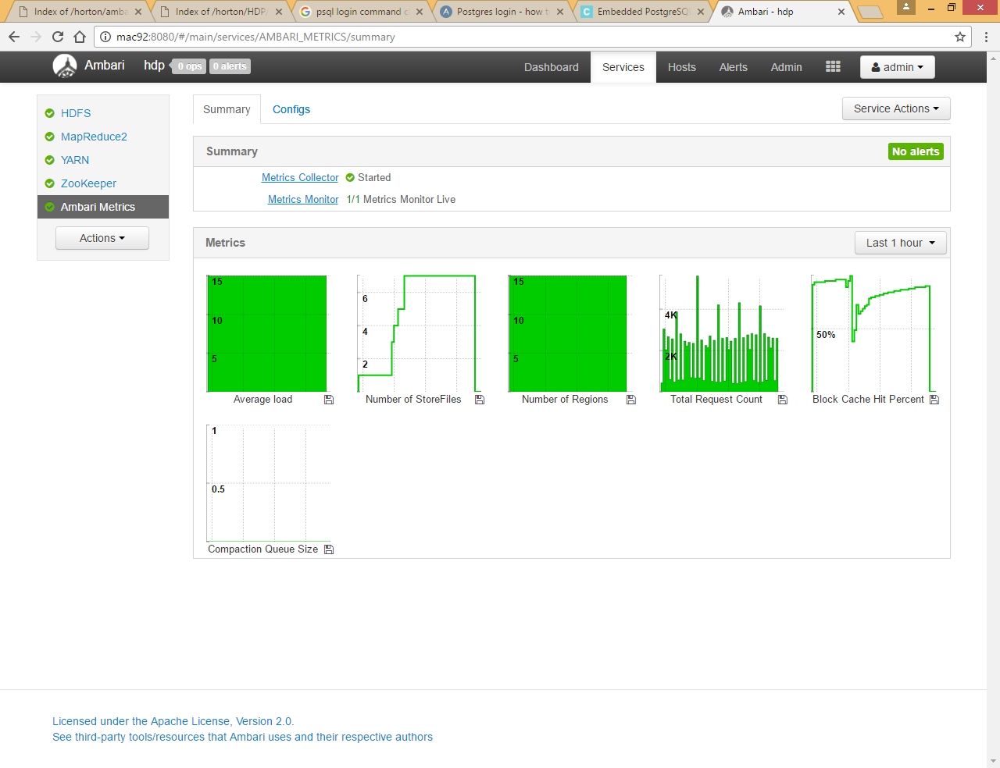 Index of /horton/amba
Index of /horton/HDP
psql login command
Postgres login - how t
Embedded PostgreSQ
Ambari - hdp
mac92:8080/#/main/services/AMBARI_METRICS/summary
Ambari hdp 0 ops 0 alerts Dashboard Services Hosts Alerts Admin admin
HDFS
MapReduce2
YARN
ZooKeeper
Ambari Metrics
Actions
Summary Configs Service Actions
Summary No alerts
Metrics Collector Started
Metrics Monitor 1/1 Metrics Monitor Live
Metrics Last 1 hour
15
10
5
Average load
6
4
2
Number of StoreFiles
15
10
5
Number of Regions
4K
2K
Total Request Count
50%
Block Cache Hit Percent
1
0.5
Compaction Queue Size
Licensed under the Apache License, Version 2.0.
See third-party tools/resources that Ambari uses and their respective authors